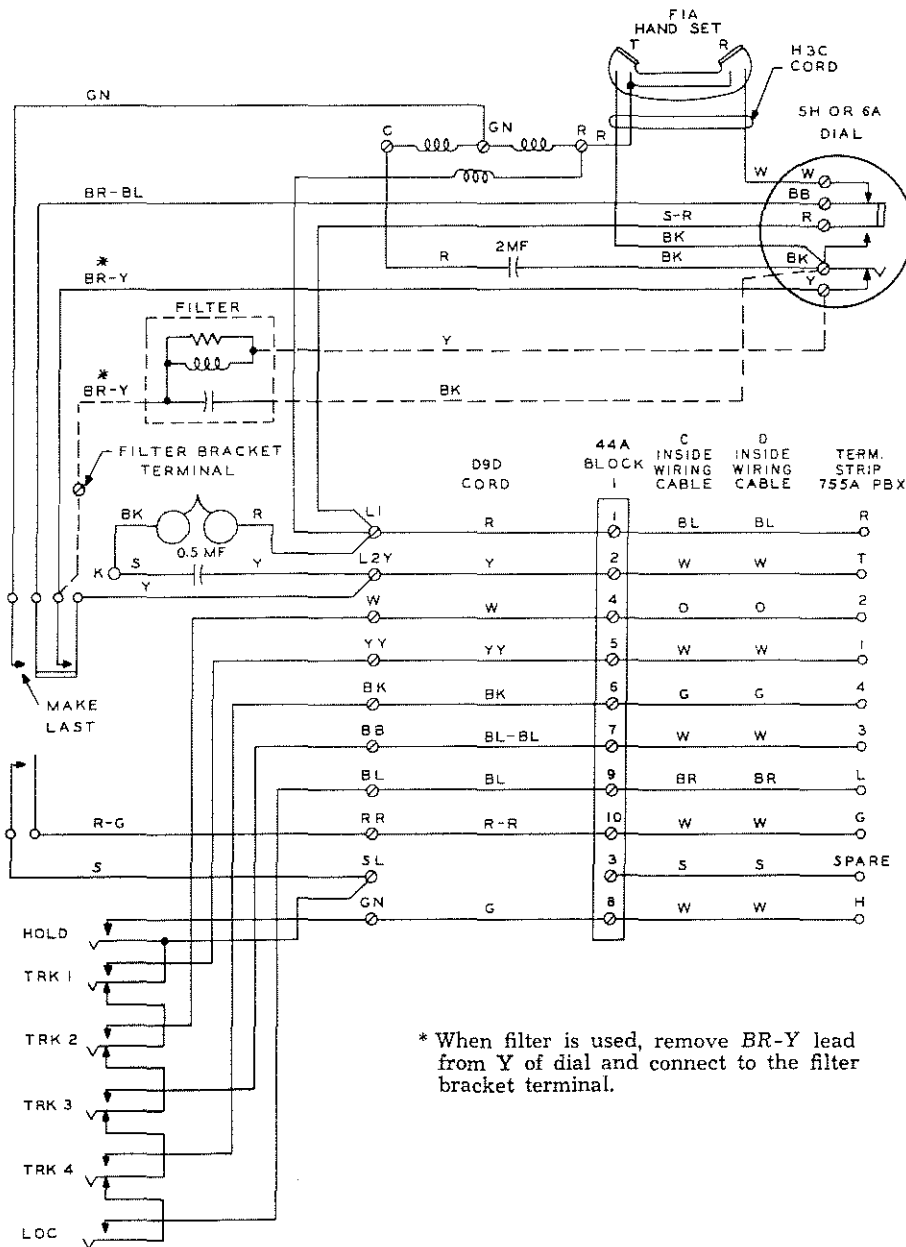 F1A
HAND SET
T R
H3C
CORD
GN
C GN R R
5H OR 6A
DIAL
W W
BR-BL BB
S-R R
BK
R 2MF BK BK
*
BR-Y Y
FILTER
Y
*
BR-Y BK
FILTER BRACKET
TERMINAL
D9D
CORD
44A
BLOCK
1
C
INSIDE
WIRING
CABLE
D
INSIDE
WIRING
CABLE
TERM.
STRIP
755A PBX
BK R L1 R 1 BL BL R
0.5 MF
K S Y L2Y Y 2 W W T
Y
W W 4 O O 2
YY YY 5 W W 1
MAKE
LAST
BK BK 6 G G 4
BB BL-BL 7 W W 3
BL BL 9 BR BR L
R-G RR R-R 10 W W G
S SL 3 S S SPARE
GN G 8 W W H
HOLD
TRK 1
TRK 2
TRK 3
TRK 4
LOC
* When filter is used, remove BR-Y lead
from Y of dial and connect to the filter
bracket terminal.